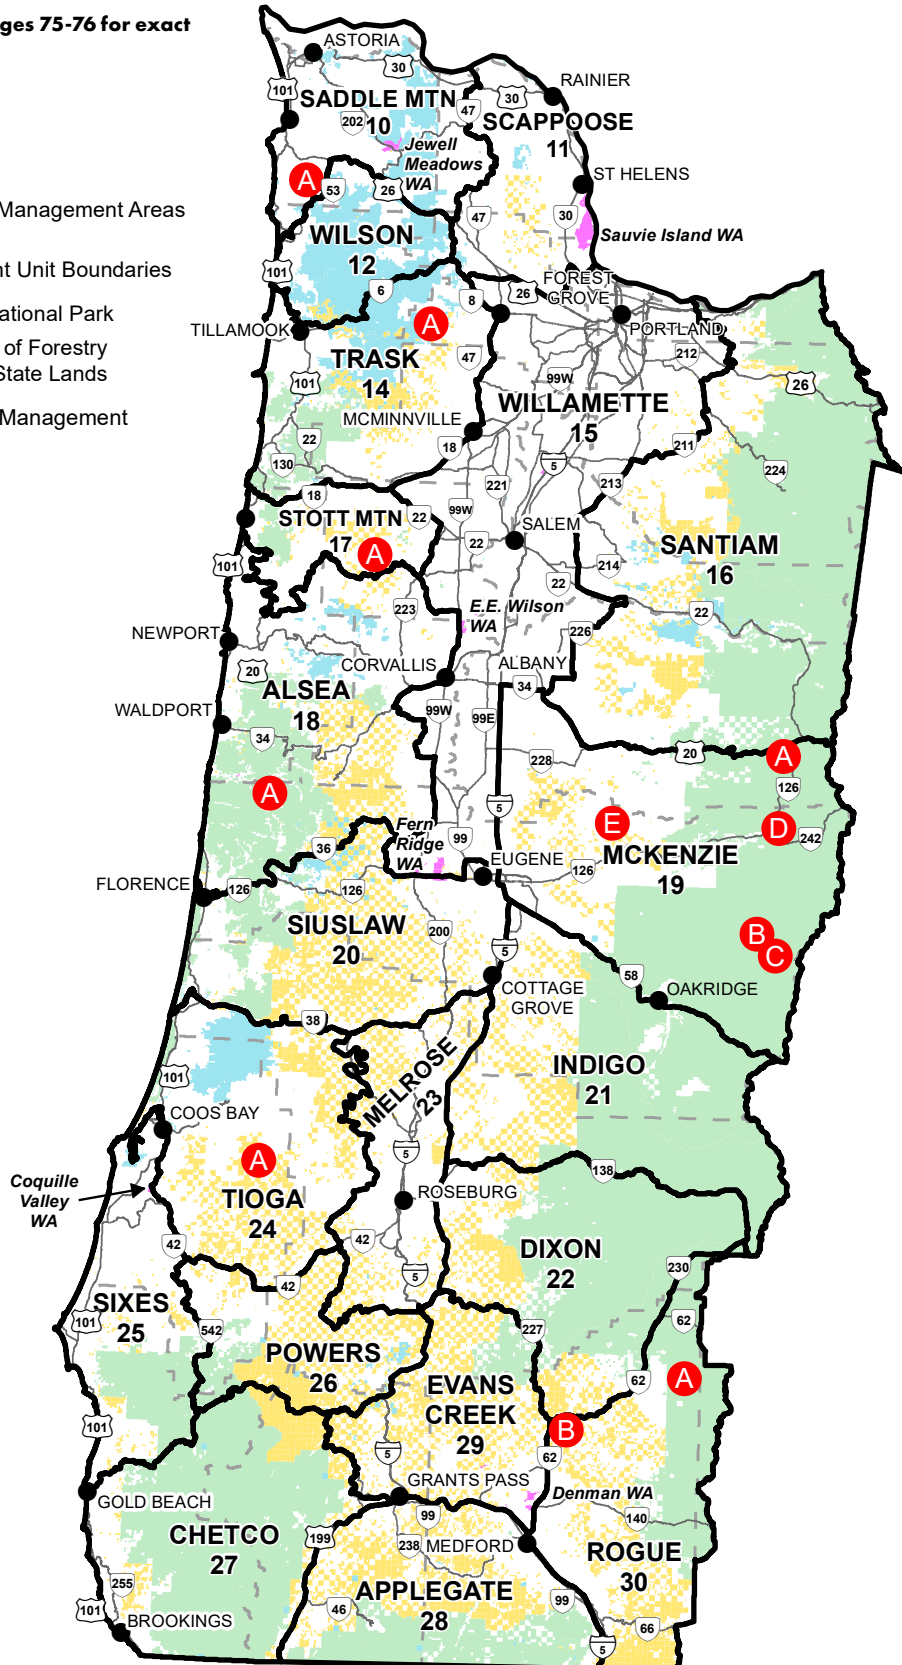 ges 75-76 for exact
ASTORIA
30
101
RAINIER
SADDLE MTN
47
30
202
10
SCAPPOOSE
11
Jewell
Meadows
WA
ST HELENS
A
53
26
Management Areas
47
30
WILSON
12
Sauvie Island WA
nt Unit Boundaries
101
FOREST
GROVE
6
8
26
ational Park
TILLAMOOK
A
PORTLAND
of Forestry
State Lands
TRASK
14
47
212
101
99W
26
WILLAMETTE
15
Management
MCMINNVILLE
22
18
211
130
5
224
221
213
18
99W
STOTT MTN
17
22
SALEM
SANTIAM
16
A
22
101
214
22
223
E.E. Wilson
WA
22
NEWPORT
226
20
CORVALLIS
ALBANY
ALSEA
18
34
WALDPORT
99W
99E
34
20
A
228
126
A
5
E
D
Fern
Ridge
WA
99
242
36
MCKENZIE
19
EUGENE
126
FLORENCE
126
126
SIUSLAW
20
200
B
5
C
58
COTTAGE
GROVE
OAKRIDGE
38
MELROSE
23
INDIGO
21
101
COOS BAY
5
A
138
Coquille
Valley
WA
TIOGA
24
ROSEBURG
42
42
DIXON
22
230
42
5
SIXES
25
101
542
227
62
POWERS
26
62
A
EVANS
CREEK
29
B
101
5
62
GRANTS PASS
Denman WA
GOLD BEACH
99
140
CHETCO
27
199
238
MEDFORD
ROGUE
30
255
APPLEGATE
28
46
99
101
BROOKINGS
66
5